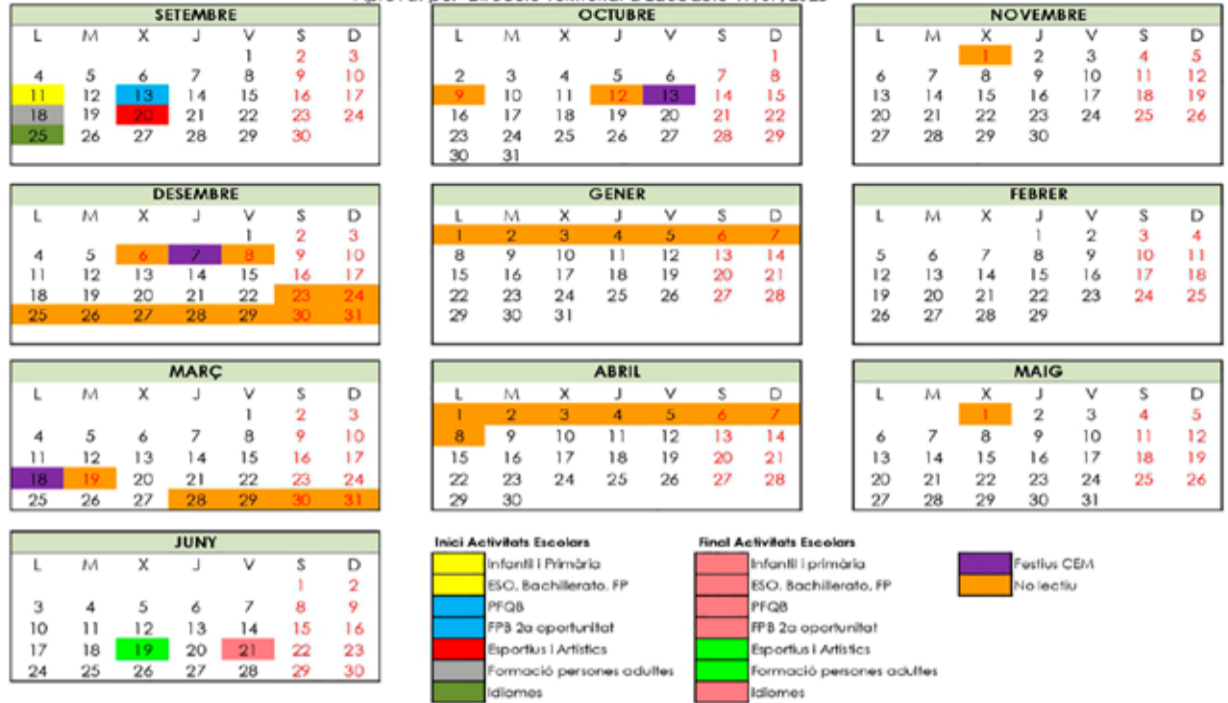 Aprovat per Direcció Territorial d'Educació
SETEMBRE
L M X J V S D
1 2 3
4 5 6 7 8 9 10
11 12 13 14 15 16 17
18 19 20 21 22 23 24
25 26 27 28 29 30
OCTUBRE
L M X J V S D
1
2 3 4 5 6 7 8
9 10 11 12 13 14 15
16 17 18 19 20 21 22
23 24 25 26 27 28 29
30 31
NOVEMBRE
L M X J V S D
1 2 3 4 5
6 7 8 9 10 11 12
13 14 15 16 17 18 19
20 21 22 23 24 25 26
27 28 29 30
DESEMBRE
L M X J V S D
1 2 3
4 5 6 7 8 9 10
11 12 13 14 15 16 17
18 19 20 21 22 23 24
25 26 27 28 29 30 31
GENER
L M X J V S D
1 2 3 4 5 6 7
8 9 10 11 12 13 14
15 16 17 18 19 20 21
22 23 24 25 26 27 28
29 30 31
FEBRER
L M X J V S D
1 2 3 4
5 6 7 8 9 10 11
12 13 14 15 16 17 18
19 20 21 22 23 24 25
26 27 28 29
MARÇ
L M X J V S D
1 2 3
4 5 6 7 8 9 10
11 12 13 14 15 16 17
18 19 20 21 22 23 24
25 26 27 28 29 30 31
ABRIL
L M X J V S D
1 2 3 4 5 6 7
8 9 10 11 12 13 14
15 16 17 18 19 20 21
22 23 24 25 26 27 28
29 30
MAIG
L M X J V S D
1 2 3 4 5
6 7 8 9 10 11 12
13 14 15 16 17 18 19
20 21 22 23 24 25 26
27 28 29 30 31
JUNY
L M X J V S D
1 2
3 4 5 6 7 8 9
10 11 12 13 14 15 16
17 18 19 20 21 22 23
24 25 26 27 28 29 30
Inici Activitats Escolars
Infantil i Primària
ESO, Bachillerato, FP
PFQB
FPB 2a oportunitat
Esportius i Artístics
Formació persones adultes
Idiomes
Final Activitats Escolars
Infantil i primària
ESO, Bachillerato, FP
PFQB
FPB 2a oportunitat
Esportius i Artístics
Formació persones adultes
Idiomes
Festius CEM
No lectiu